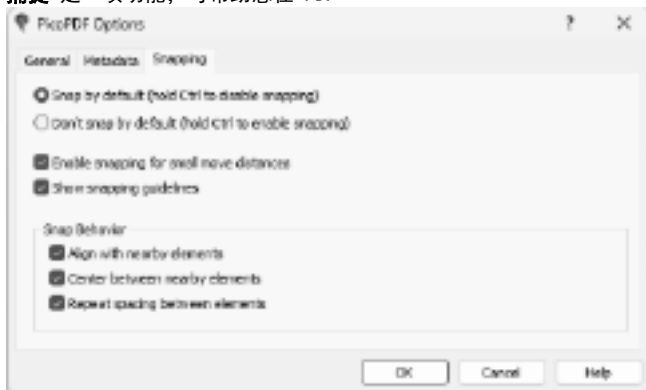 PicoPDF Options ? ×
General Metadata Snapping
Snap by default (hold Ctrl to disable snapping)
Don't snap by default (hold Ctrl to enable snapping)
Enable snapping for small move distances
Show snapping guidelines
Snap Behavior
Align with nearby elements
Center between nearby elements
Repeat spacing between elements
OK Cancel Help